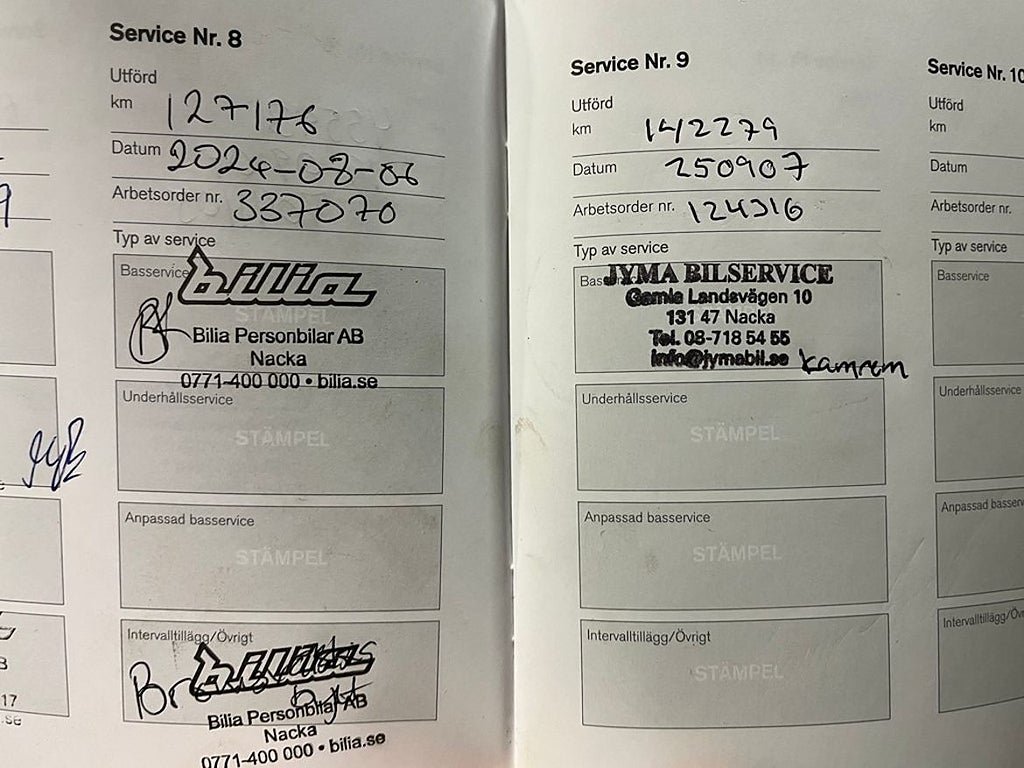 Service Nr. 8
Utförd
km 127176
Datum 2024-08-06
Arbetsorder nr. 337070
Typ av service
Basservice
bilia
STÄMPEL
Bilia Personbilar AB
Nacka
0771-400 000 • bilia.se
Underhållsservice
STÄMPEL
Anpassad basservice
STÄMPEL
Intervalltillägg/Övrigt
bilia
Bilia Personbilar AB
Nacka
0771-400 000 • bilia.se
Service Nr. 9
Utförd
km 142279
Datum 250907
Arbetsorder nr. 124316
Typ av service
JYMA BILSERVICE
Gamla Landsvägen 10
131 47 Nacka
Tel. 08-718 54 55
info@jymabil.se kamrem
Underhållsservice
STÄMPEL
Anpassad basservice
STÄMPEL
Intervalltillägg/Övrigt
STÄMPEL
Service Nr. 10
Utförd
km
Datum
Arbetsorder nr.
Typ av service
Basservice
Underhållsservice
Anpassad
17